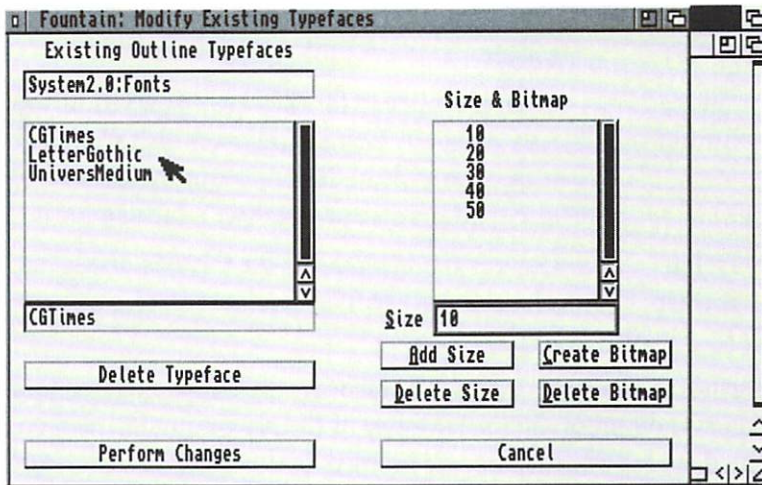 Fountain: Modify Existing Typefaces
Existing Outline Typefaces
System2.0:Fonts
CGTimes
LetterGothic
UniversMedium
CGTimes
Delete Typeface
Perform Changes
Size & Bitmap
10
20
30
40
50
Size 10
Add Size
Create Bitmap
Delete Size
Delete Bitmap
Cancel